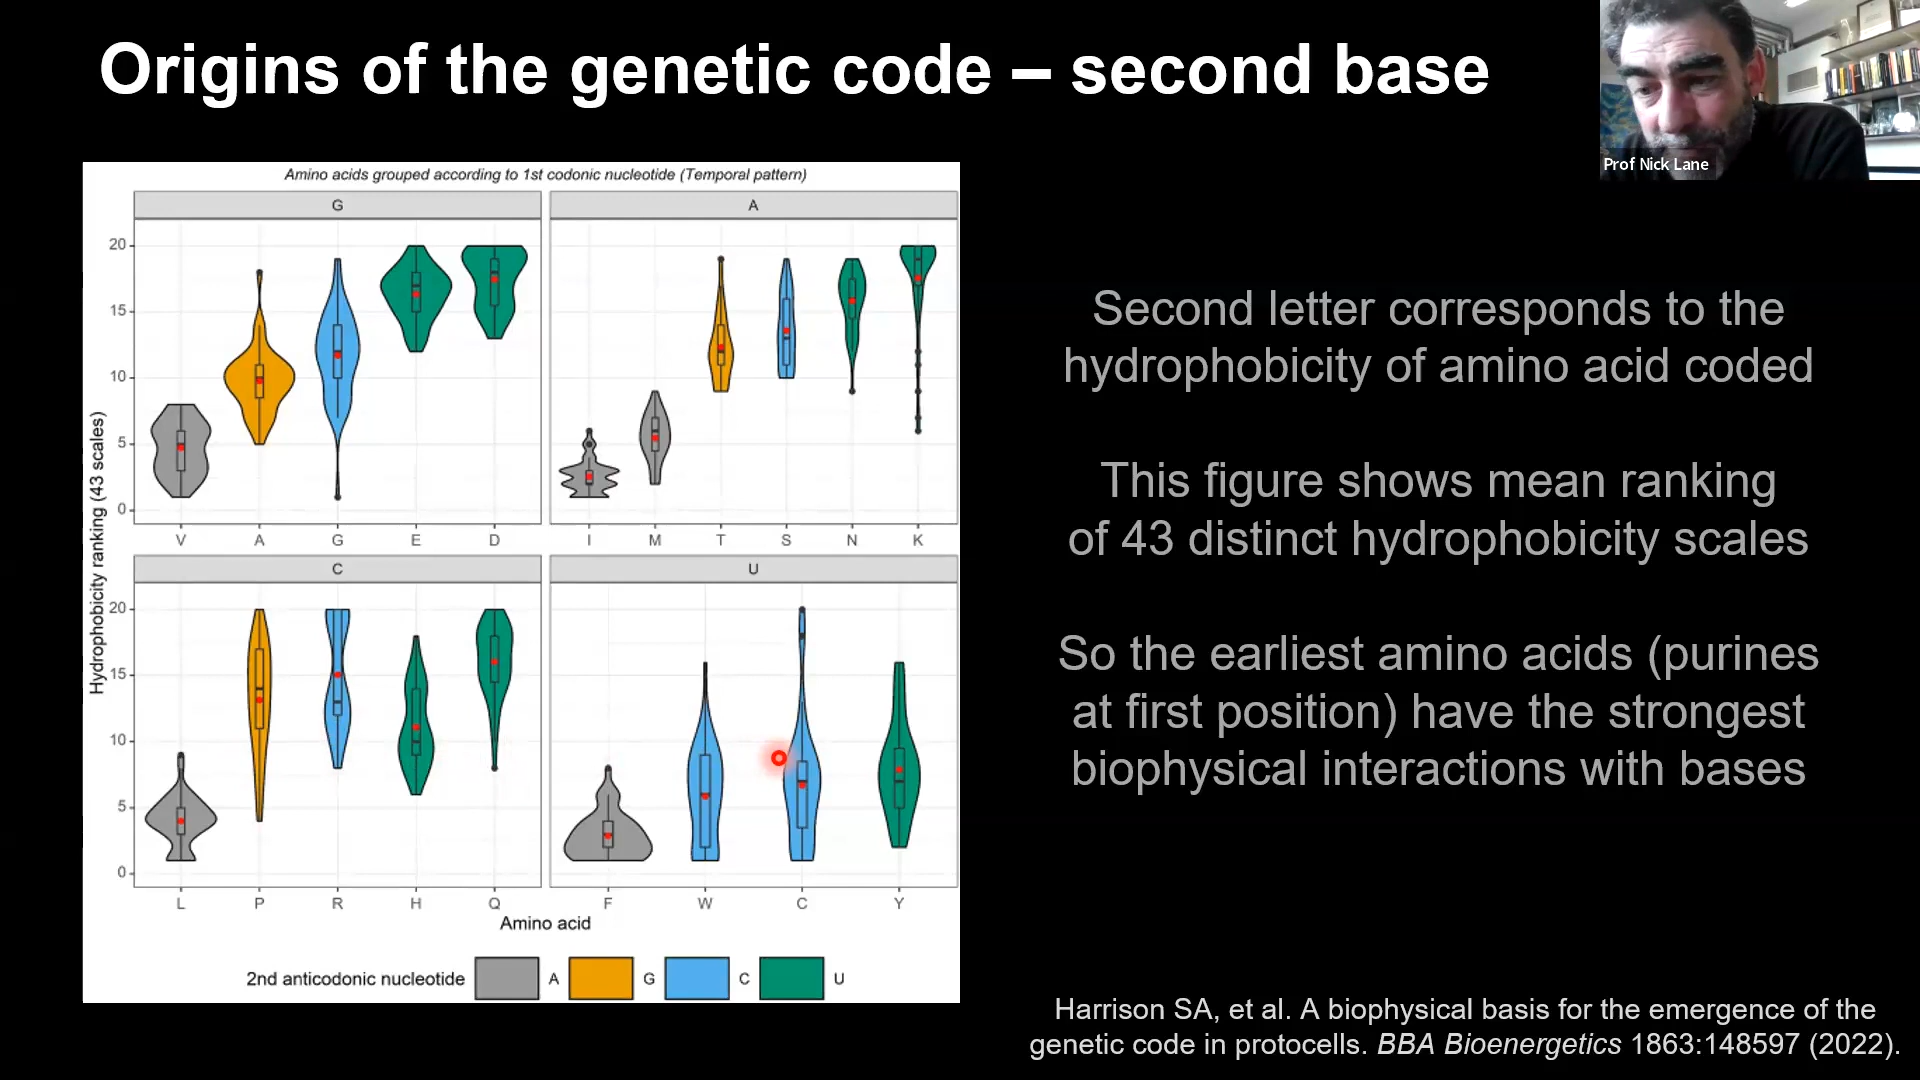 Origins of the genetic code – second base
Prof Nick Lane
Amino acids grouped according to 1st codonic nucleotide (Temporal pattern)
G
A
Hydrophobicity ranking (43 scales)
20
15
10
5
0
V A G E D
I M T S N K
C
U
20
15
10
5
0
L P R H Q
F W C Y
Amino acid
2nd anticodonic nucleotide A G C U
Second letter corresponds to the
hydrophobicity of amino acid coded
This figure shows mean ranking
of 43 distinct hydrophobicity scales
So the earliest amino acids (purines
at first position) have the strongest
biophysical interactions with bases
Harrison SA, et al. A biophysical basis for the emergence of the
genetic code in protocells. BBA Bioenergetics 1863:148597 (2022).